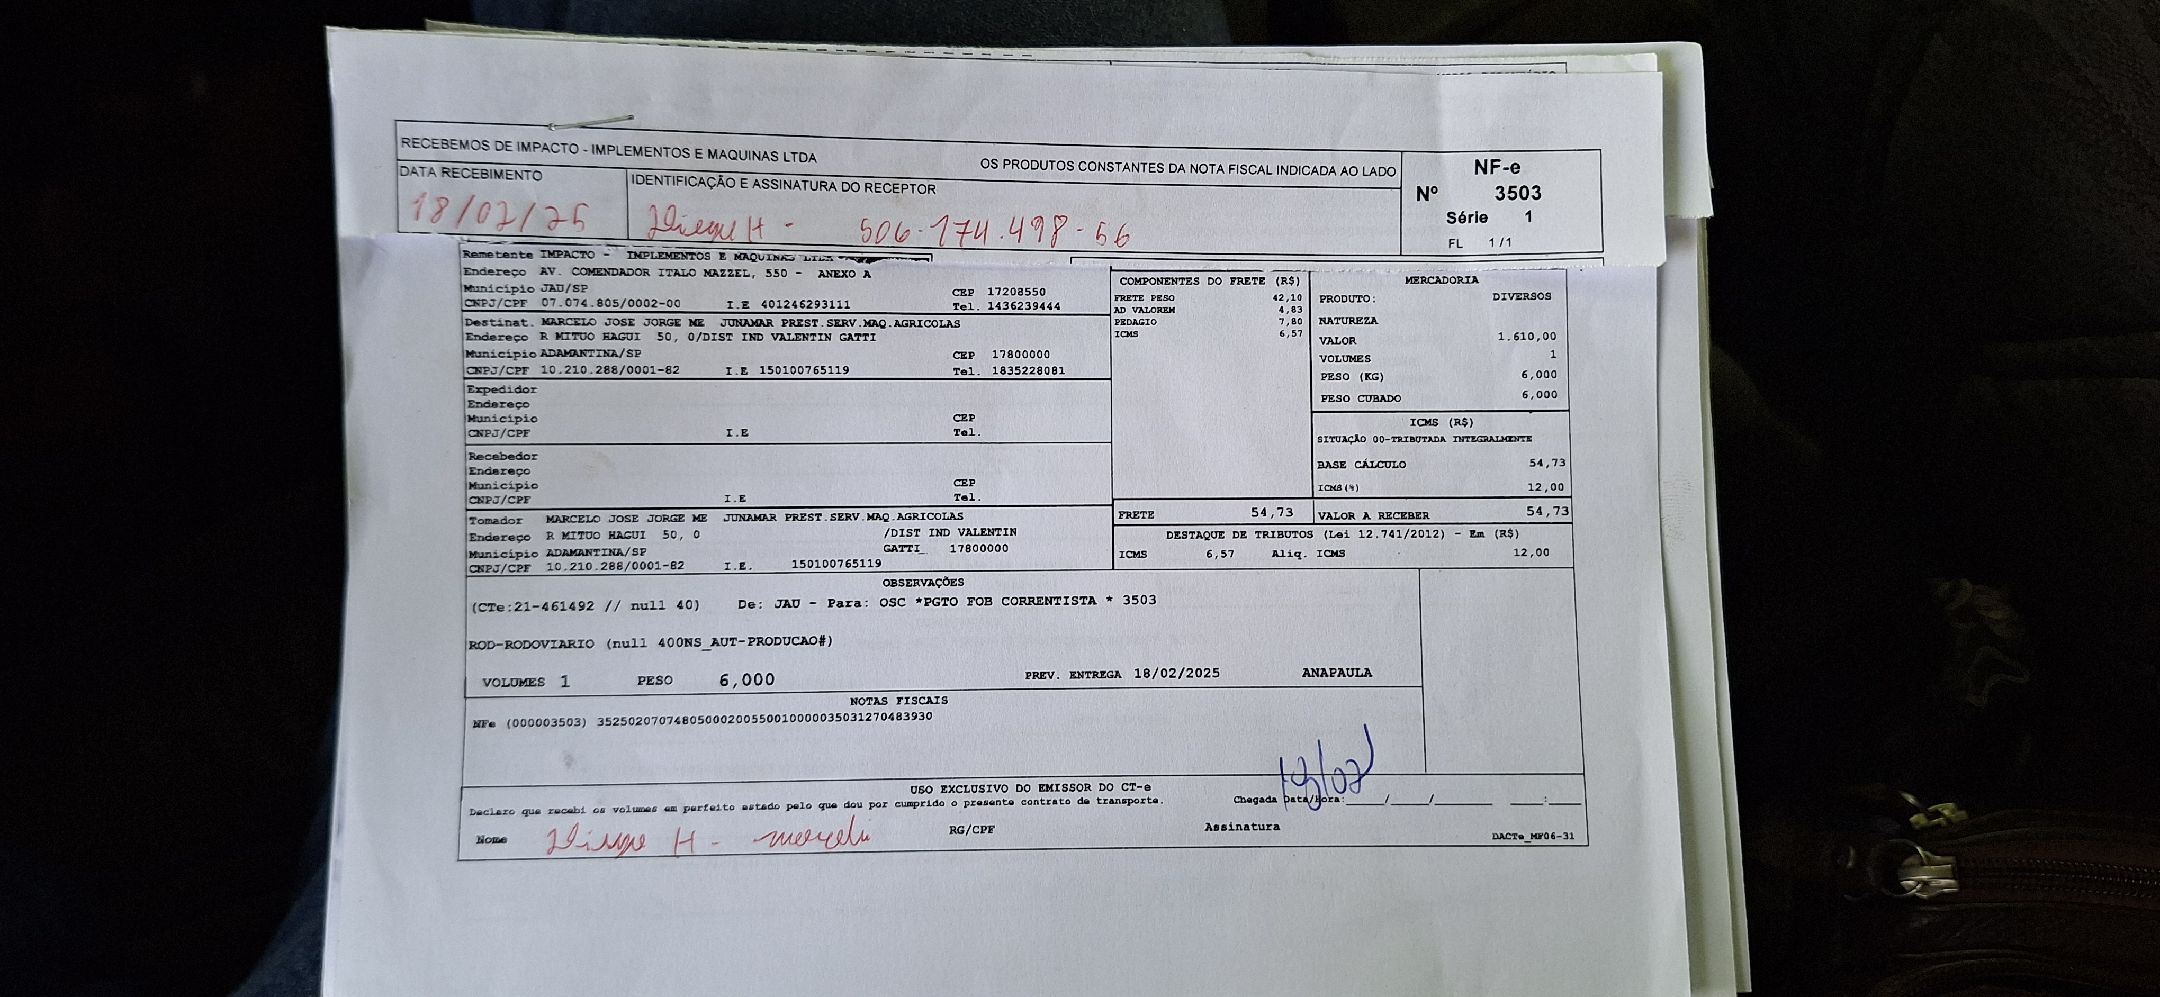 RECEBEMOS DE IMPACTO - IMPLEMENTOS E MAQUINAS LTDA OS PRODUTOS CONSTANTES DA NOTA FISCAL INDICADA AO LADO
DATA RECEBIMENTO
18/02/25
IDENTIFICAÇÃO E ASSINATURA DO RECEPTOR
H - 506.174.498-56
NF-e
Nº 3503
Série 1
FL 1/1
Remetente IMPACTO - IMPLEMENTOS E MAQUINAS LTDA
Endereço AV. COMENDADOR ITALO MAZZEL, 550 - ANEXO A
Município JAU/SP CEP 17208550
CNPJ/CPF 07.074.805/0002-00 I.E 401246293111 Tel. 1436239444
Destinat. MARCELO JOSE JORGE ME JUNAMAR PREST.SERV.MAQ.AGRICOLAS
Endereço R MITUO HAGUI 50, 0/DIST IND VALENTIN GATTI
Município ADAMANTINA/SP CEP 17800000
CNPJ/CPF 10.210.288/0001-82 I.E 150100765119 Tel. 1835228081
Expedidor
Endereço
Município CEP
CNPJ/CPF I.E Tel.
Recebedor
Endereço
Município CEP
CNPJ/CPF I.E Tel.
Tomador MARCELO JOSE JORGE ME JUNAMAR PREST.SERV.MAQ.AGRICOLAS
Endereço R MITUO HAGUI 50, 0 /DIST IND VALENTIN
GATTI_ 17800000
Município ADAMANTINA/SP
CNPJ/CPF 10.210.288/0001-82 I.E. 150100765119
COMPONENTES DO FRETE (R$)
FRETE PESO 42,10
AD VALOREM 4,83
PEDAGIO 7,80
ICMS 6,57
MERCADORIA
PRODUTO: DIVERSOS
NATUREZA
VALOR 1.610,00
VOLUMES 1
PESO (KG) 6,000
PESO CUBADO 6,000
ICMS (R$)
SITUAÇÃO 00-TRIBUTADA INTEGRALMENTE
BASE CÁLCULO 54,73
ICMS(%) 12,00
FRETE 54,73 VALOR A RECEBER 54,73
DESTAQUE DE TRIBUTOS (Lei 12.741/2012) - Em (R$)
ICMS 6,57 Aliq. ICMS 12,00
OBSERVAÇÕES
(CTe:21-461492 // null 40) De: JAU - Para: OSC *PGTO FOB CORRENTISTA * 3503
ROD-RODOVIARIO (null 400NS_AUT-PRODUCAO#)
VOLUMES 1 PESO 6,000 PREV. ENTREGA 18/02/2025 ANAPAULA
NOTAS FISCAIS
NFe (000003503) 35250207074805000200550010000035031270483930
USO EXCLUSIVO DO EMISSOR DO CT-e
Declaro que recebi os volumes em perfeito estado pelo que dou por cumprido o presente contrato de transporte. Chegada Data/Hora: / / :
Nome H - RG/CPF Assinatura
DACTe_MF06-31